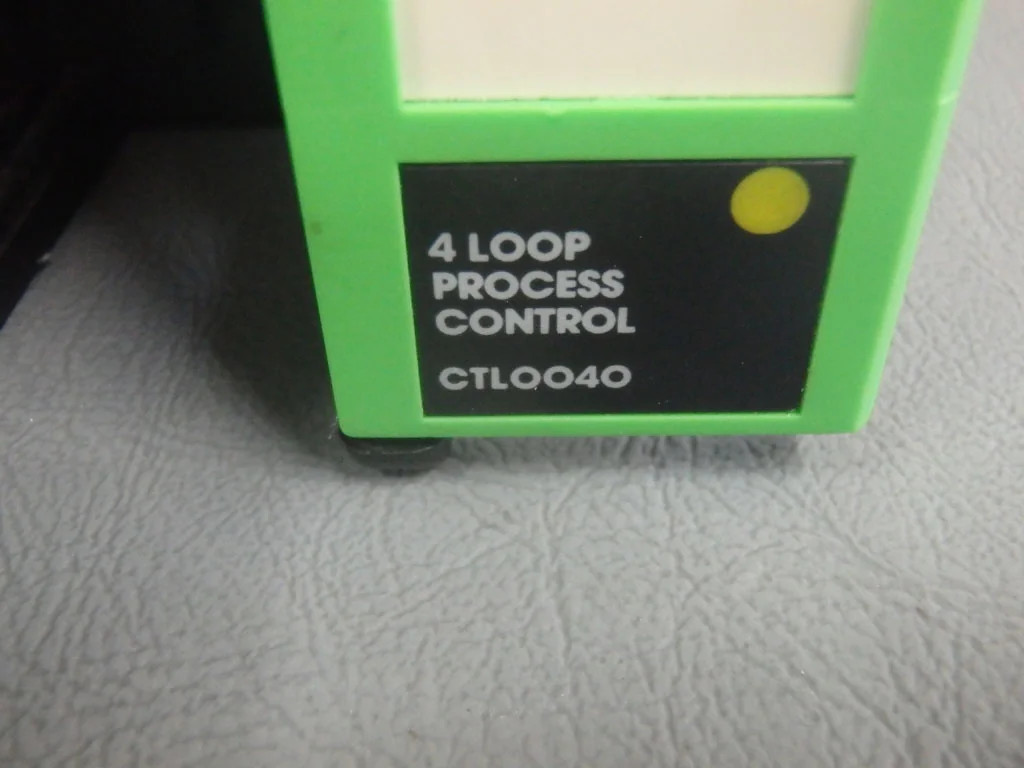 4 LOOP
PROCESS
CONTROL
CTL0040